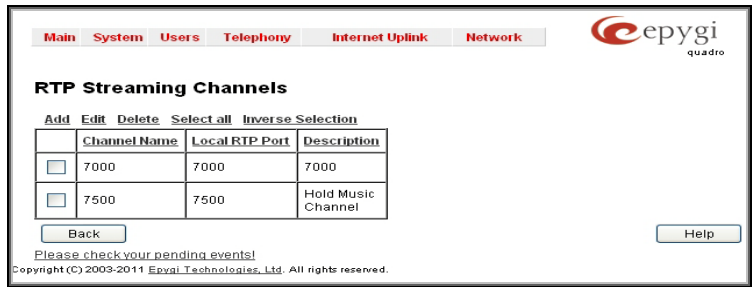 Main System Users Telephony Internet Uplink Network
epygi
quadro
RTP Streaming Channels
Add Edit Delete Select all Inverse Selection
Channel Name Local RTP Port Description
7000 7000 7000
7500 7500 Hold Music Channel
Back Help
Please check your pending events!
Copyright (C) 2003-2011 Epygi Technologies, Ltd. All rights reserved.